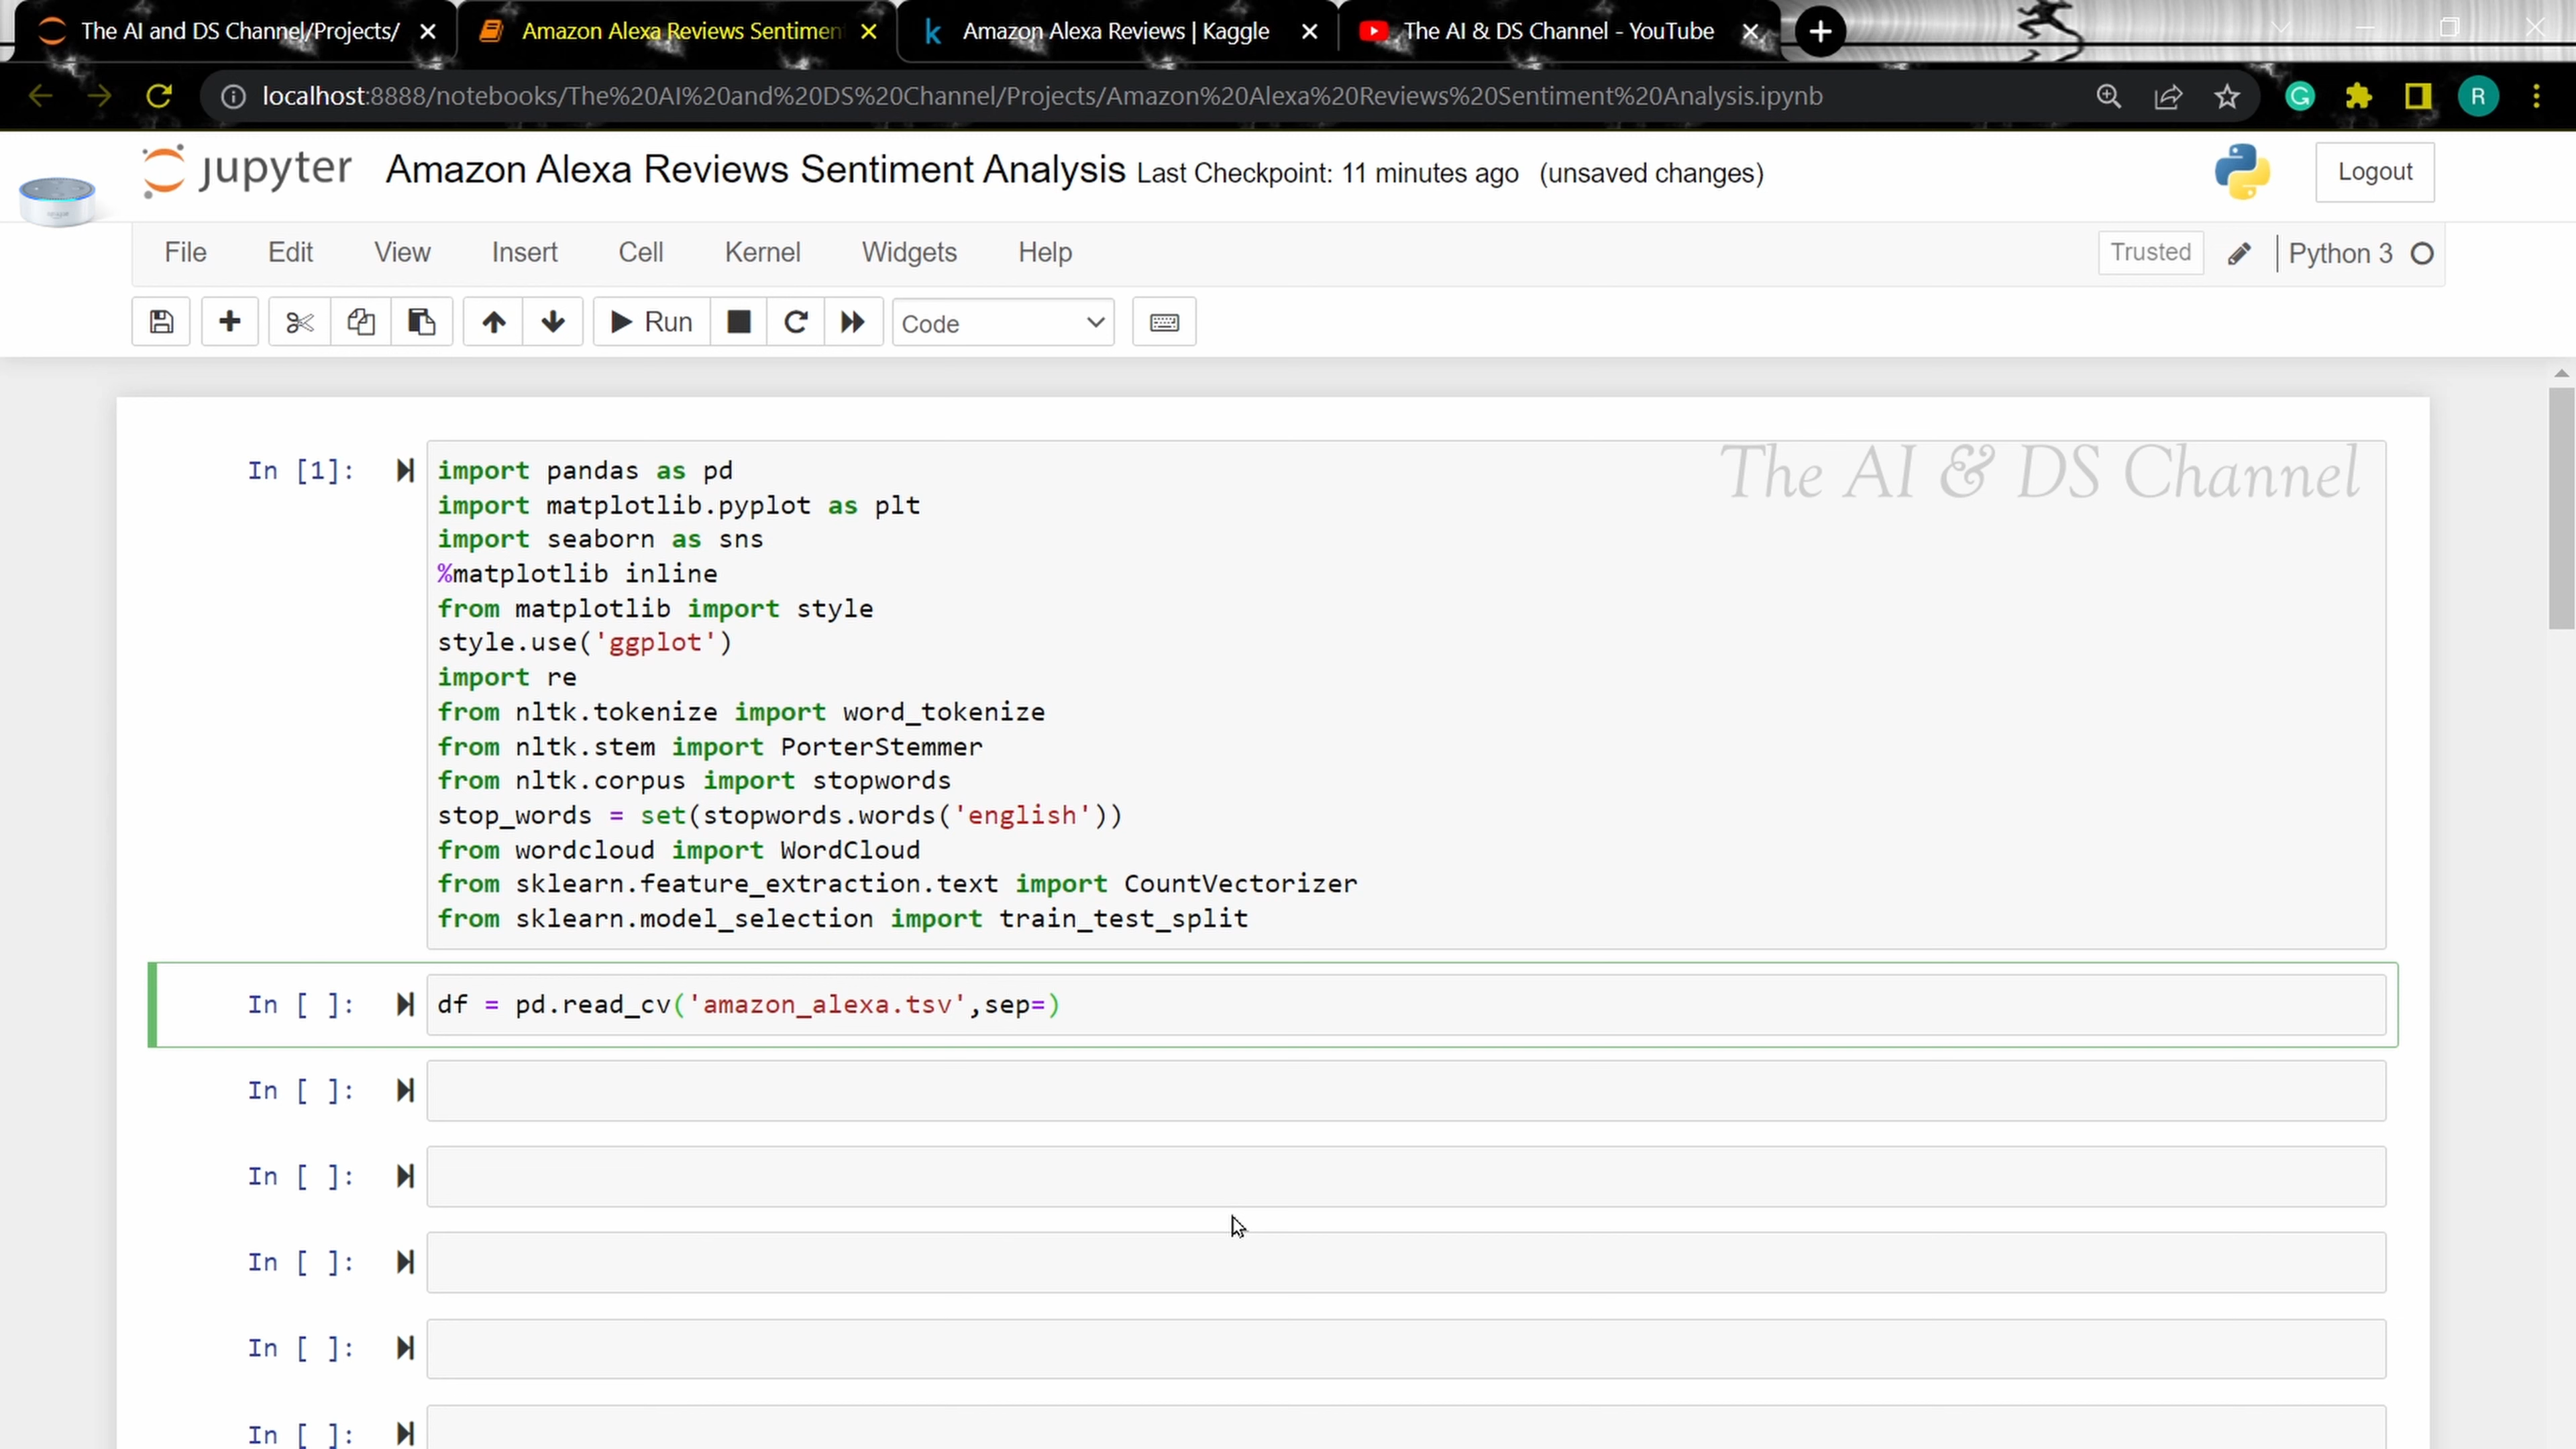 The AI and DS Channel/Projects/
Amazon Alexa Reviews Sentimen
Amazon Alexa Reviews | Kaggle
The AI & DS Channel - YouTube
localhost:8888/notebooks/The%20AI%20and%20DS%20Channel/Projects/Amazon%20Alexa%20Reviews%20Sentiment%20Analysis.ipynb
R
jupyter Amazon Alexa Reviews Sentiment Analysis Last Checkpoint: 11 minutes ago (unsaved changes)
Logout
File Edit View Insert Cell Kernel Widgets Help
Trusted
Python 3
Run
Code
The AI & DS Channel
In [1]:
import pandas as pd
import matplotlib.pyplot as plt
import seaborn as sns
%matplotlib inline
from matplotlib import style
style.use('ggplot')
import re
from nltk.tokenize import word_tokenize
from nltk.stem import PorterStemmer
from nltk.corpus import stopwords
stop_words = set(stopwords.words('english'))
from wordcloud import WordCloud
from sklearn.feature_extraction.text import CountVectorizer
from sklearn.model_selection import train_test_split
In [ ]: df = pd.read_cv('amazon_alexa.tsv',sep=)
In [ ]:
In [ ]:
In [ ]:
In [ ]:
In [ ]: